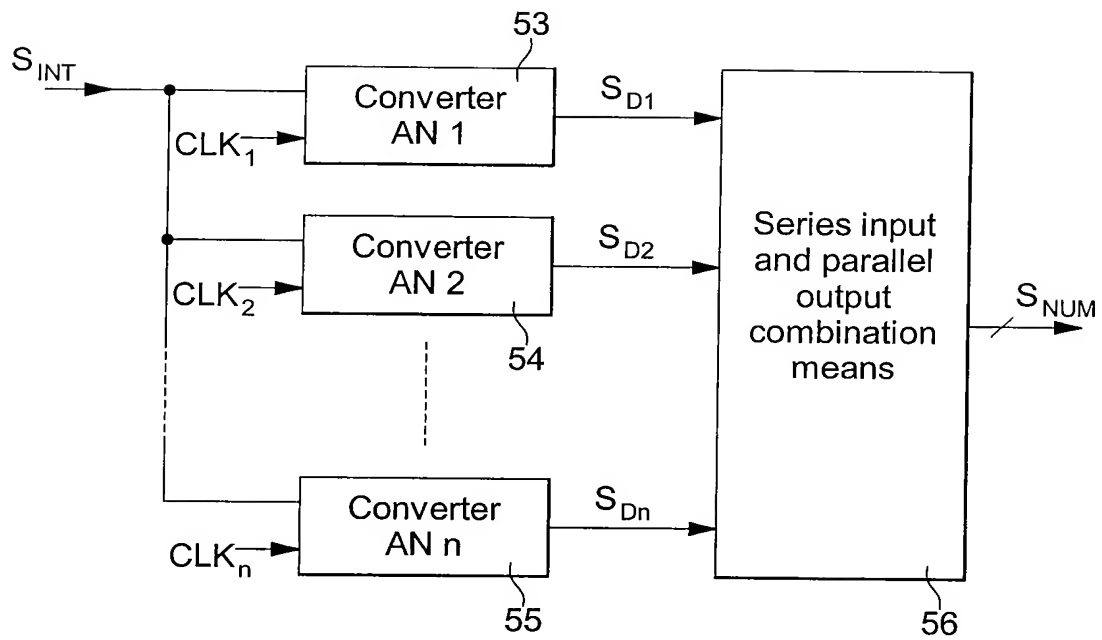 53
S_INT
Converter
AN 1
S_D1
CLK_1
Series input
and parallel
output
combination
means
Converter
AN 2
S_D2
CLK_2
S_NUM
54
Converter
AN n
S_Dn
CLK_n
55
56